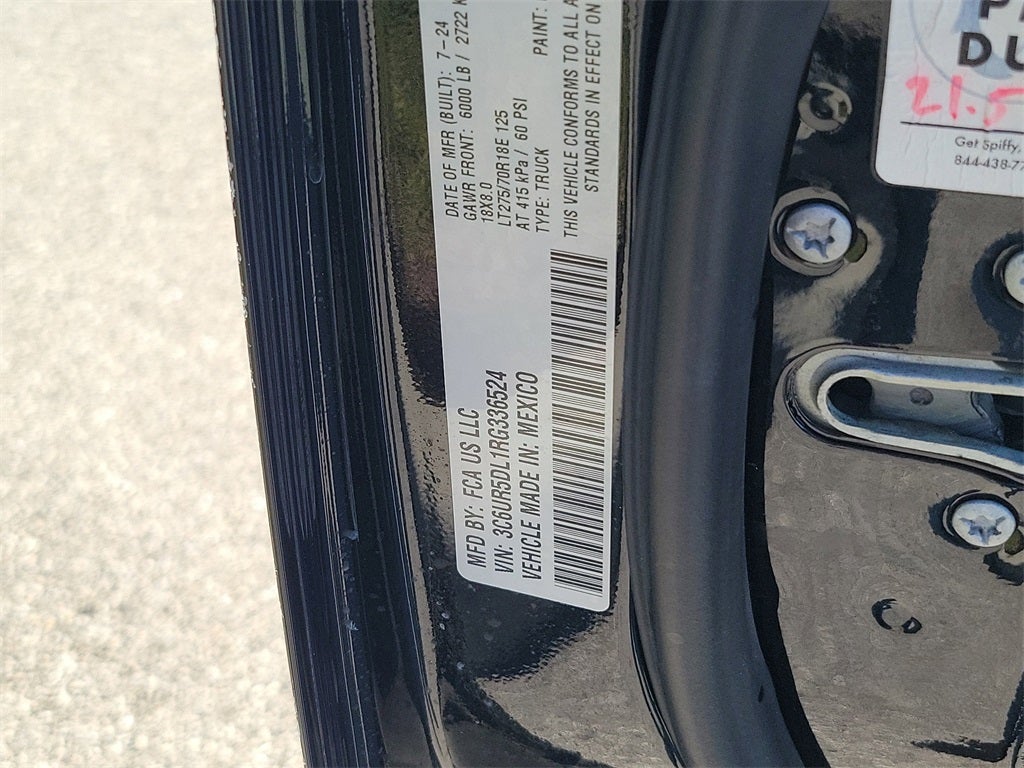 MFD BY: FCA US LLC
VIN: 3C6UR5DL1RG336524
VEHICLE MADE IN: MEXICO
DATE OF MFR (BUILT): 7-24
GAWR FRONT: 6000 LB / 2722 K
18X8.0
LT275/70R18E 125
AT 415 kPa / 60 PSI
TYPE: TRUCK
PAINT:
THIS VEHICLE CONFORMS TO ALL A
STANDARDS IN EFFECT ON
DU
21.5
Get Spiffy,
844-438-77